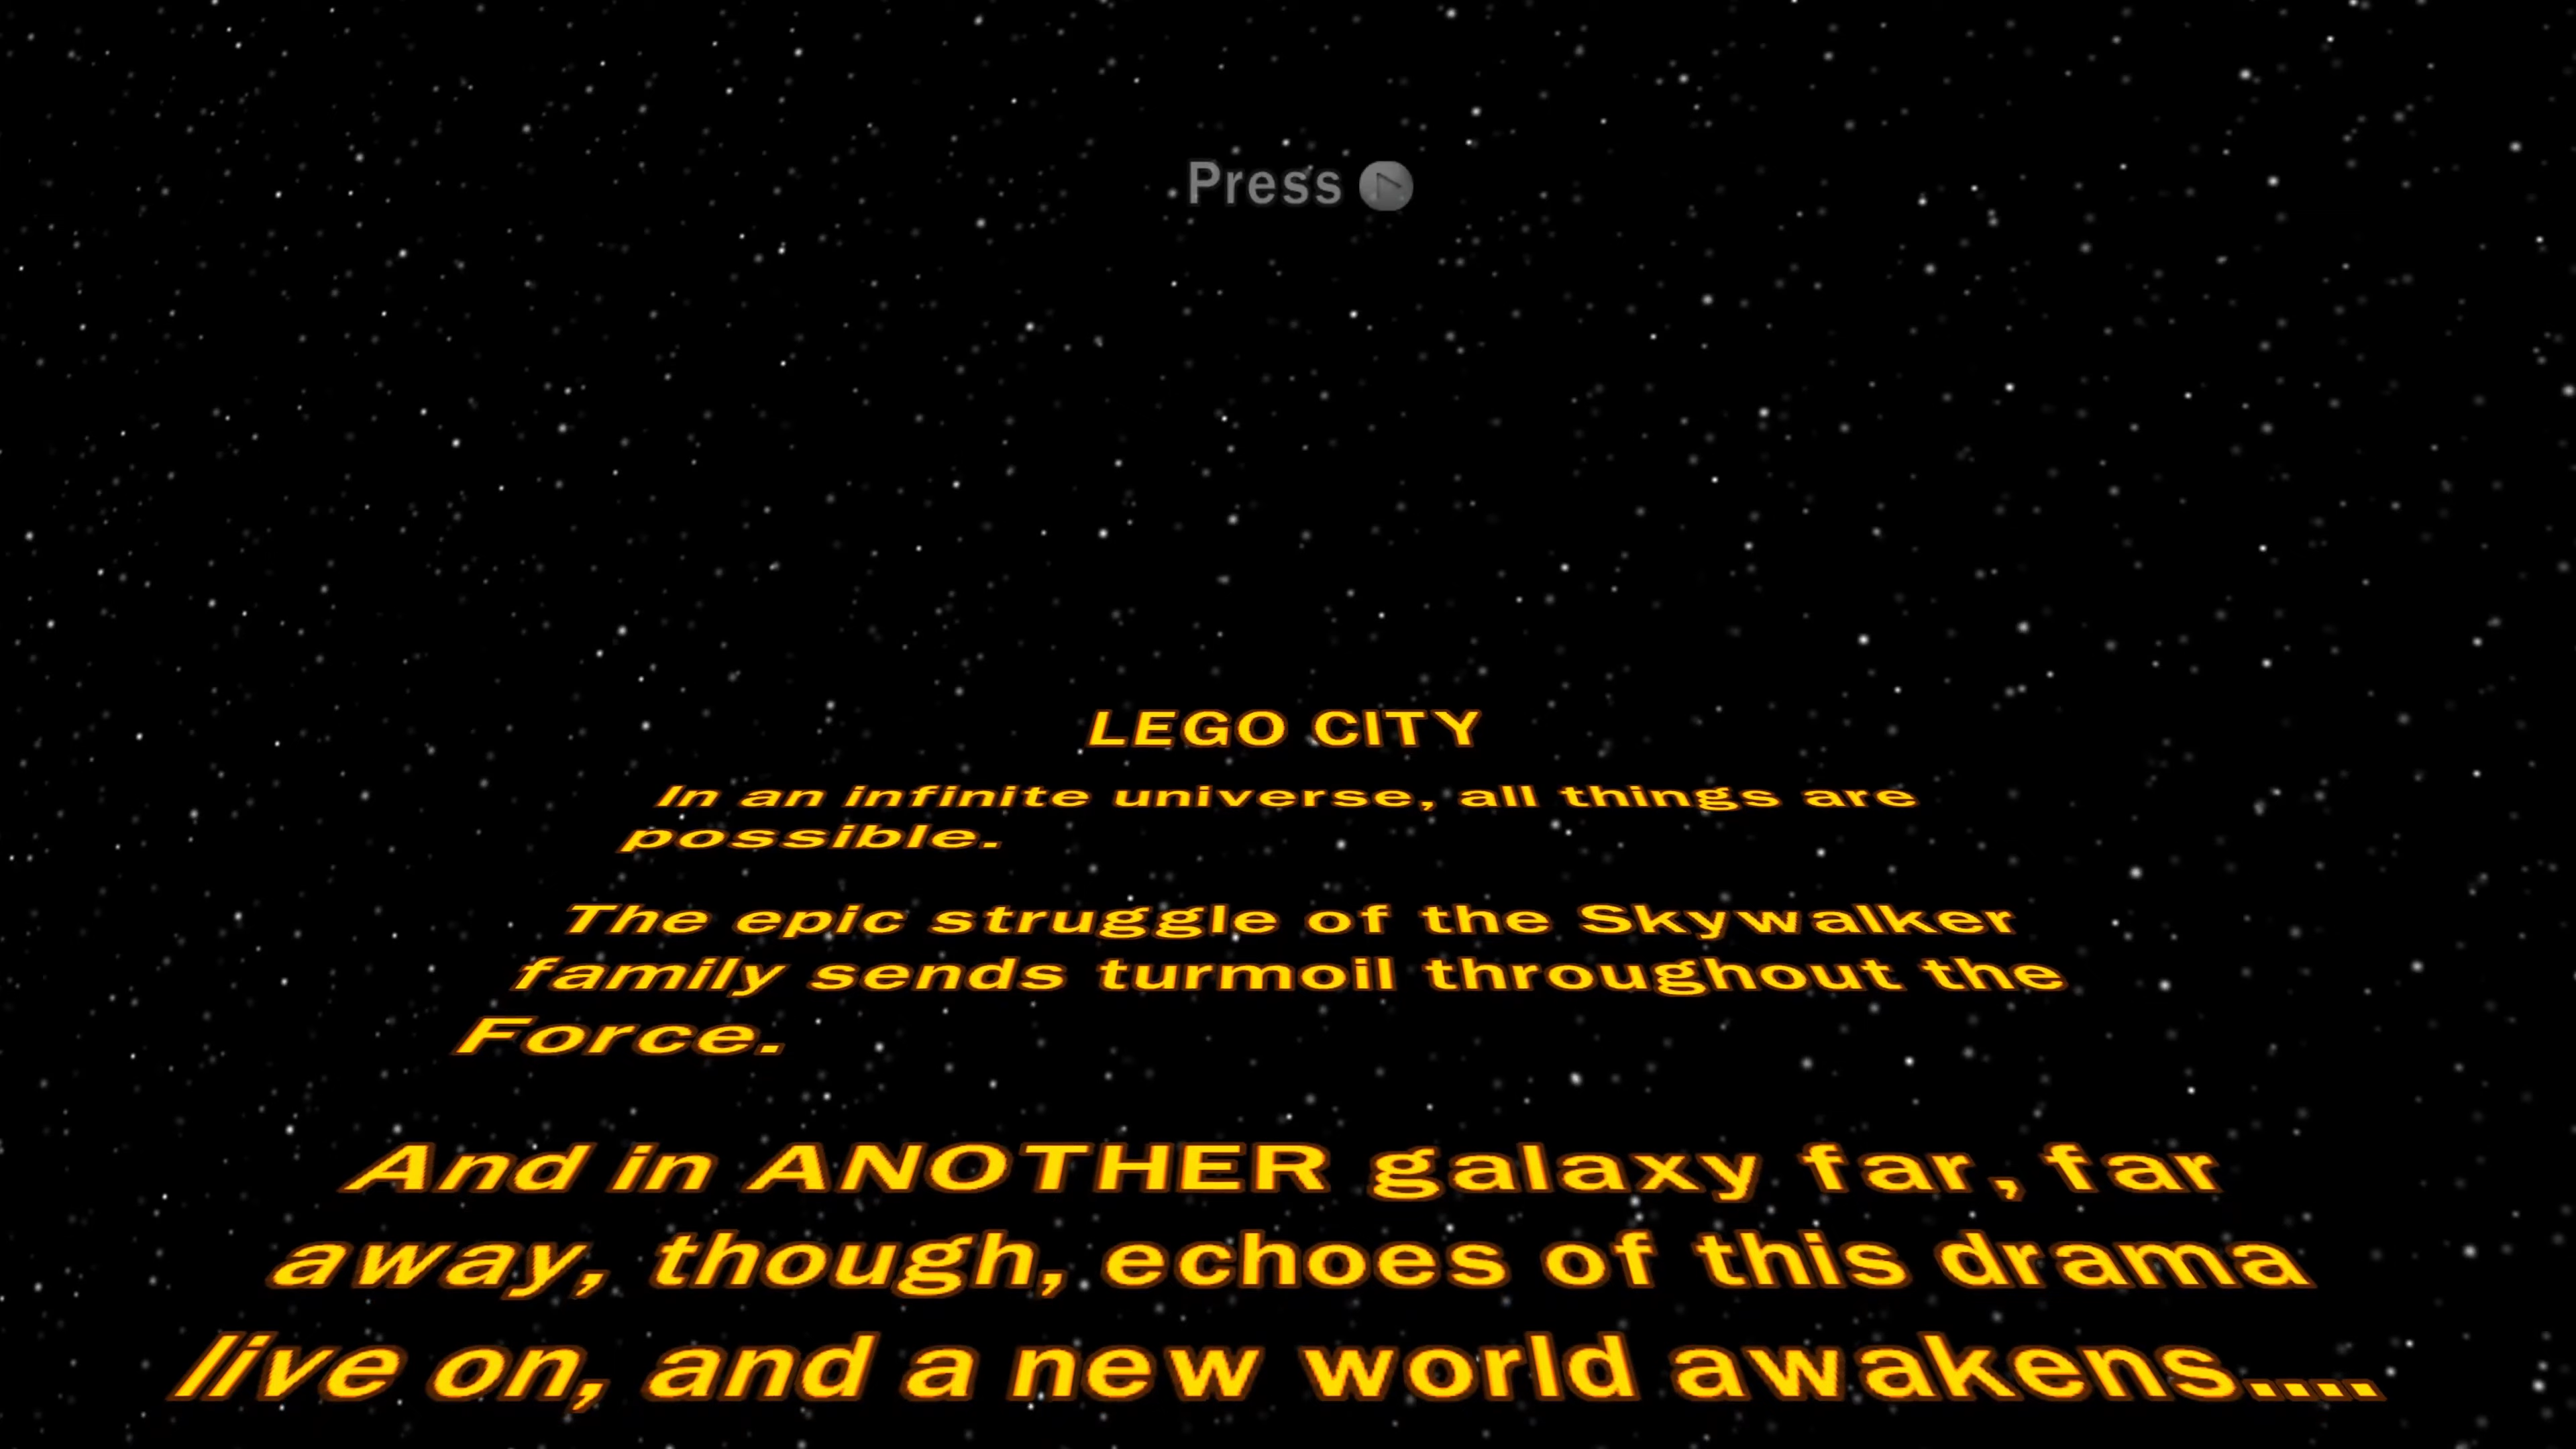 Press
LEGO CITY
In an infinite universe, all things are
possible.
The epic struggle of the Skywalker
family sends turmoil throughout the
Force.
And in ANOTHER galaxy far, far
away, though, echoes of this drama
live on, and a new world awakens....